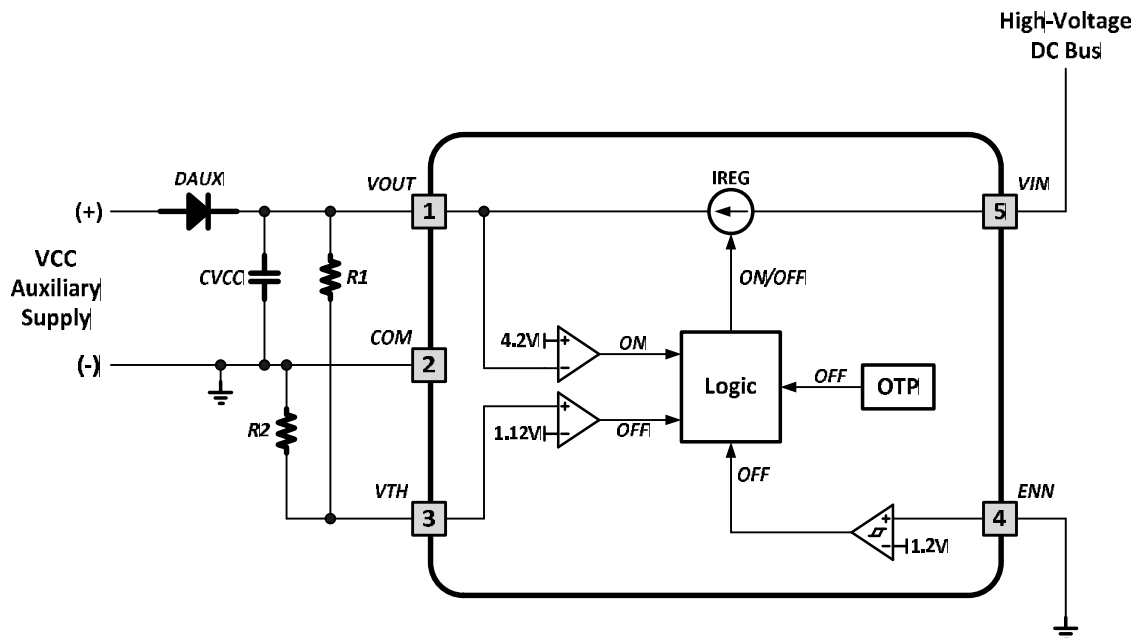 High-Voltage
DC Bus
DAUX
VOUT
IREG
VIN
(+)
1
5
VCC
Auxiliary
Supply
CVCC
R1
ON/OFF
COM
4.2V
+
-
ON
(-)
2
Logic
OFF
OTP
R2
+
1.12V
-
OFF
VTH
OFF
ENN
3
+
4
-
1.2V